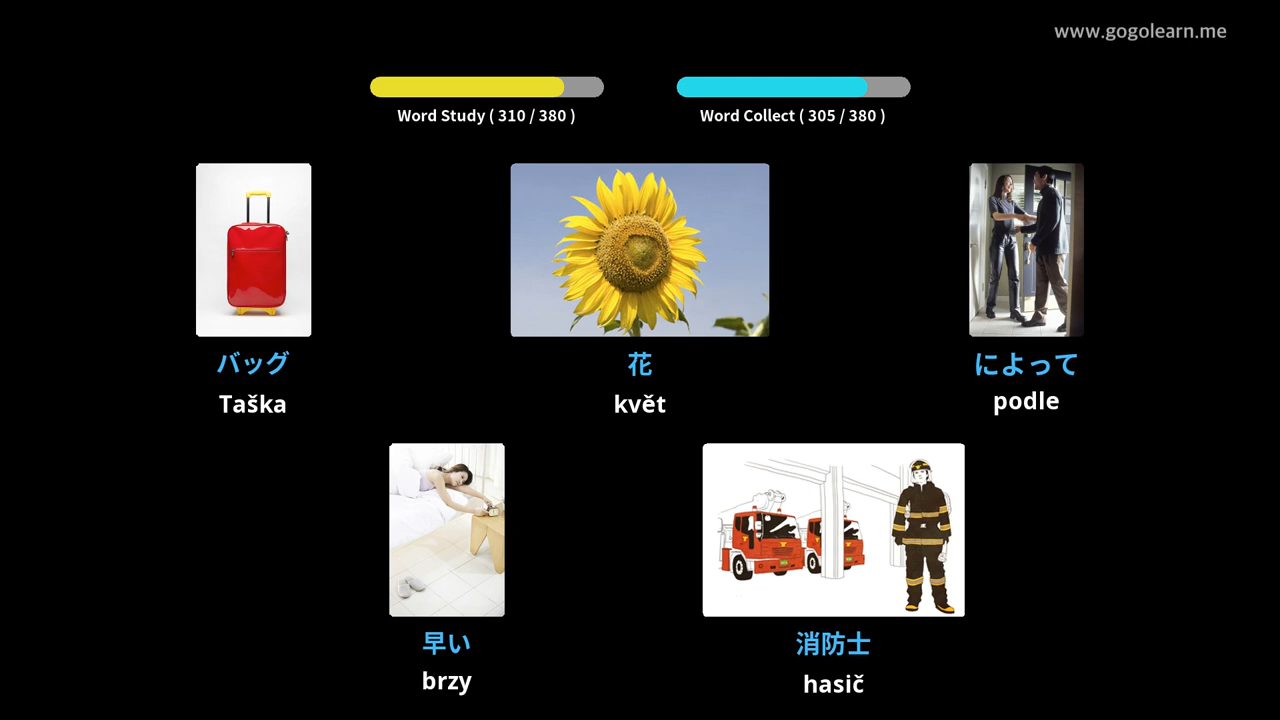 www.gogolearn.me
Word Study ( 310 / 380 )
Word Collect ( 305 / 380 )
バッグ
Taška
花
květ
によって
podle
早い
brzy
消防士
hasič